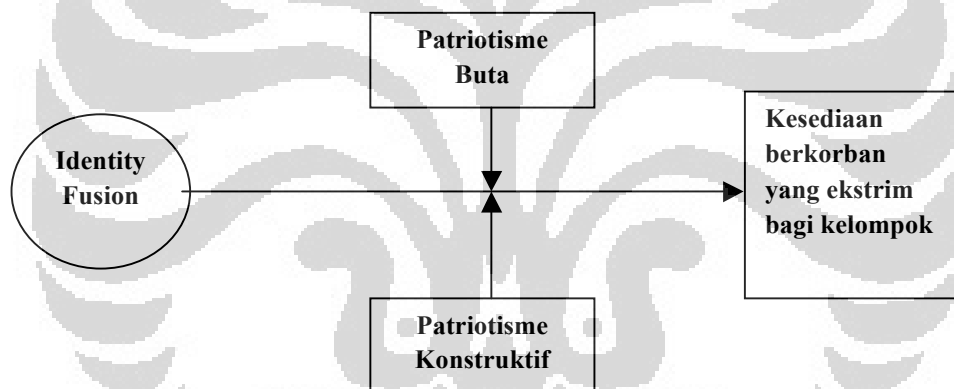 Patriotisme
Buta
Identity
Fusion
Kesediaan
berkorban
yang ekstrim
bagi kelompok
Patriotisme
Konstruktif